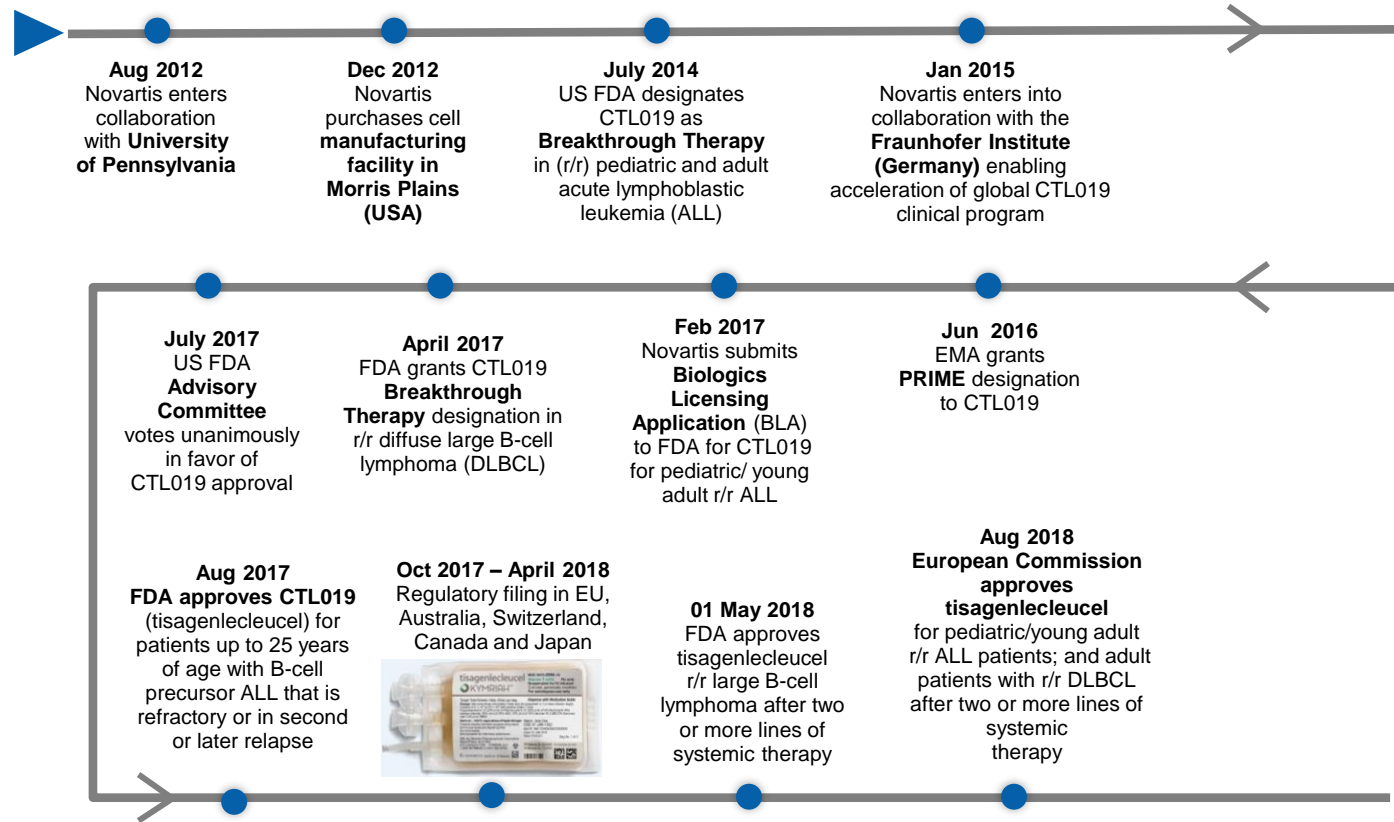 Aug 2012
Novartis enters
collaboration
with University
of Pennsylvania
Dec 2012
Novartis
purchases cell
manufacturing
facility in
Morris Plains
(USA)
July 2014
US FDA designates
CTL019 as
Breakthrough Therapy
in (r/r) pediatric and adult
acute lymphoblastic
leukemia (ALL)
Jan 2015
Novartis enters into
collaboration with the
Fraunhofer Institute
(Germany) enabling
acceleration of global CTL019
clinical program
Jun 2016
EMA grants
PRIME designation
to CTL019
Feb 2017
Novartis submits
Biologics
Licensing
Application (BLA)
to FDA for CTL019
for pediatric/ young
adult r/r ALL
April 2017
FDA grants CTL019
Breakthrough
Therapy designation in
r/r diffuse large B-cell
lymphoma (DLBCL)
July 2017
US FDA
Advisory
Committee
votes unanimously
in favor of
CTL019 approval
Aug 2017
FDA approves CTL019
(tisagenlecleucel) for
patients up to 25 years
of age with B-cell
precursor ALL that is
refractory or in second
or later relapse
Oct 2017 – April 2018
Regulatory filing in EU,
Australia, Switzerland,
Canada and Japan
tisagenlecleucel
KYMRIAH
01 May 2018
FDA approves
tisagenlecleucel
r/r large B-cell
lymphoma after two
or more lines of
systemic therapy
Aug 2018
European Commission
approves
tisagenlecleucel
for pediatric/young adult
r/r ALL patients; and adult
patients with r/r DLBCL
after two or more lines of
systemic
therapy